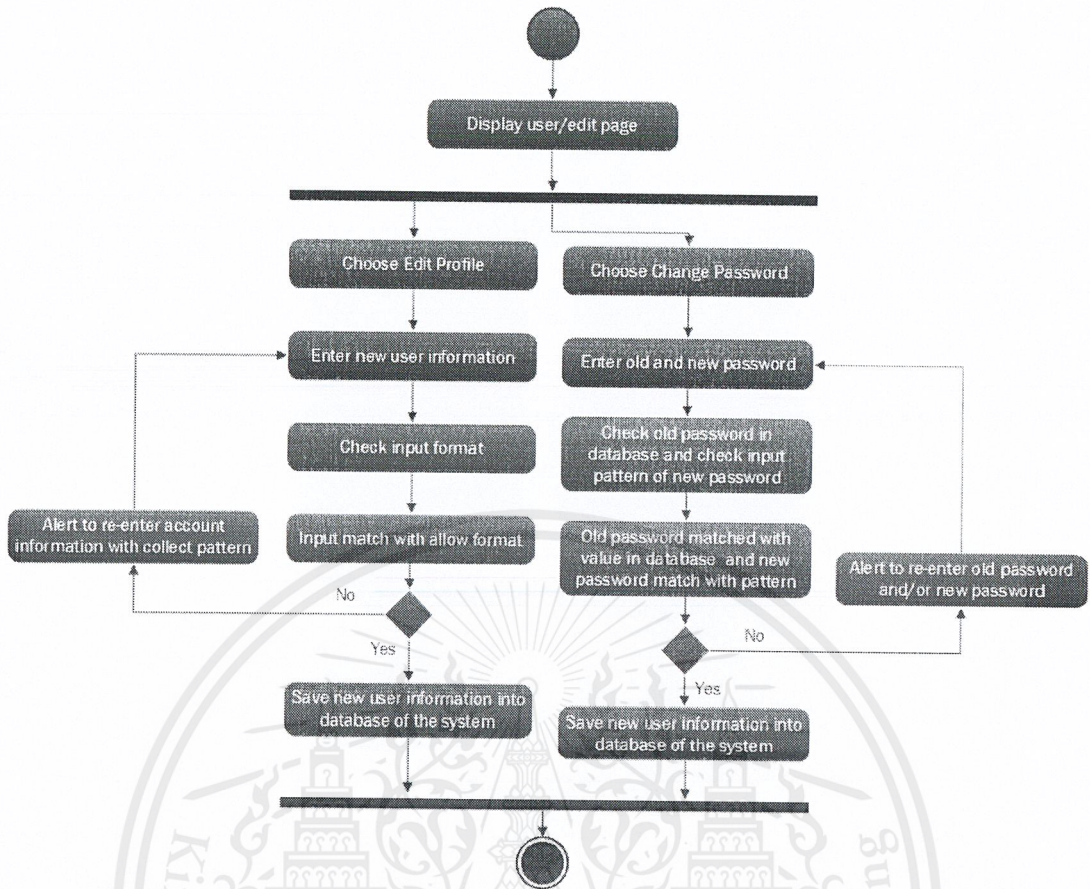 Display user/edit page
Choose Edit Profile
Choose Change Password
Enter new user information
Enter old and new password
Check input format
Check old password in
database and check input
pattern of new password
Alert to re-enter account
information with collect pattern
Input match with allow format
Old password matched with
value in database and new
password match with pattern
Alert to re-enter old password
and/or new password
No
No
Yes
Yes
Save new user information into
database of the system
Save new user information into
database of the system